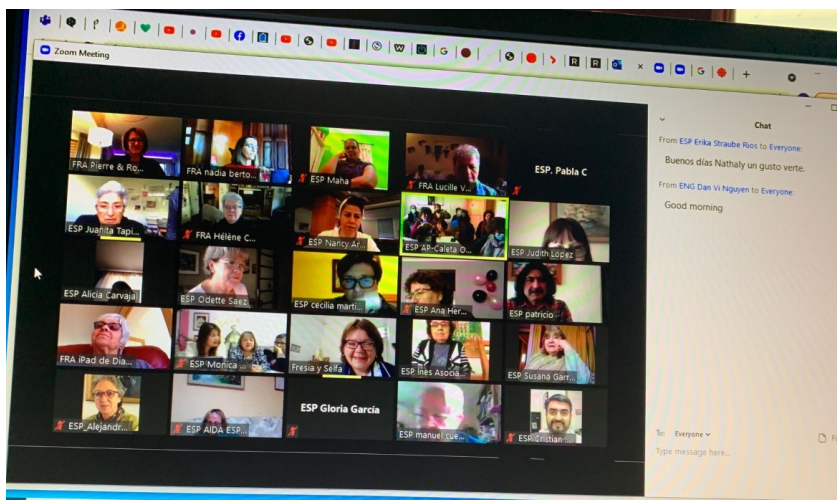 Zoom Meeting
FRA Pierre & Ro...
FRA nadia berto...
ESP Maha
FRA Lucille V...
ESP. Pabla C
ESP Juanita Tapi...
FRA Hélène C...
ESP Nancy Ar...
ESP AP-Caleta O...
ESP Judith López
ESP Alicia Carvajal
ESP Odette Saez
ESP cecilia marti...
ESP Ana Her...
ESP patricio
FRA iPad de Dia...
ESP Monica
Fresia y Selfa
ESP Inés Asocia...
ESP Susana Garr...
ESP_Alejandr...
ESP AIDA ESP...
ESP Gloria García
ESP manuel cue...
ESP Cristian
Chat
From ESP Erika Straube Rios to Everyone:
Buenos días Nathaly un gusto verte.
From ENG Dan Vi Nguyen to Everyone:
Good morning
To: Everyone
Type message here...